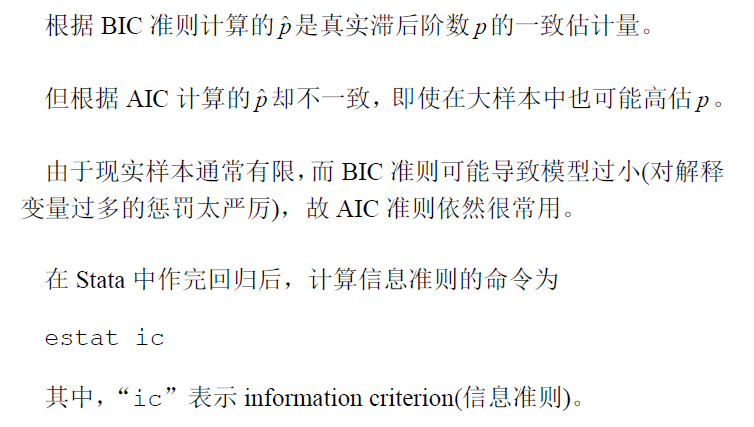 根据 BIC 准则计算的p̂是真实滞后阶数p的一致估计量。
但根据 AIC 计算的p̂却不一致，即使在大样本中也可能高估p。
由于现实样本通常有限，而 BIC 准则可能导致模型过小(对解释
变量过多的惩罚太严厉)，故 AIC 准则依然很常用。
在 Stata 中作完回归后，计算信息准则的命令为
estat ic
其中，“ic”表示 information criterion(信息准则)。